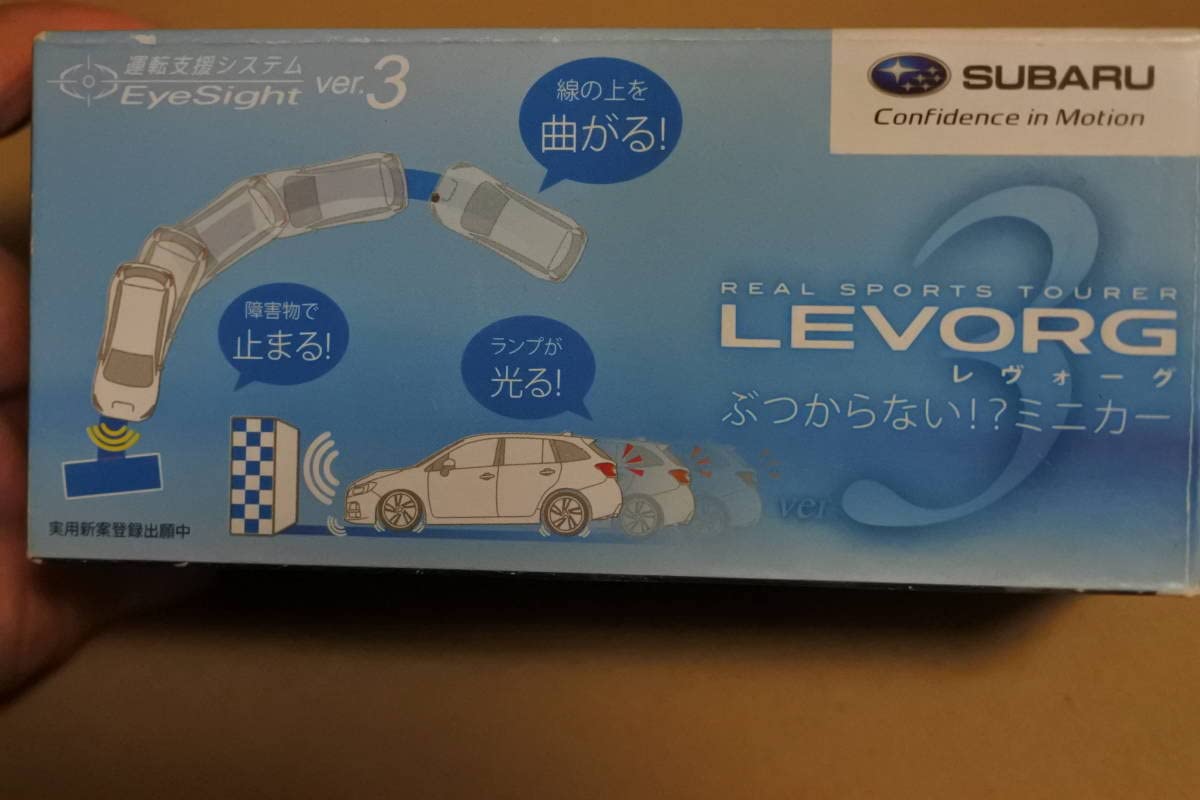 運転支援システム
EyeSight ver.3
線の上を
曲がる!
SUBARU
Confidence in Motion
障害物で
止まる!
ランプが
光る!
REAL SPORTS TOURER
LEVORG
レヴォーグ
ぶつからない!?ミニカー
ver 3
実用新案登録出願中